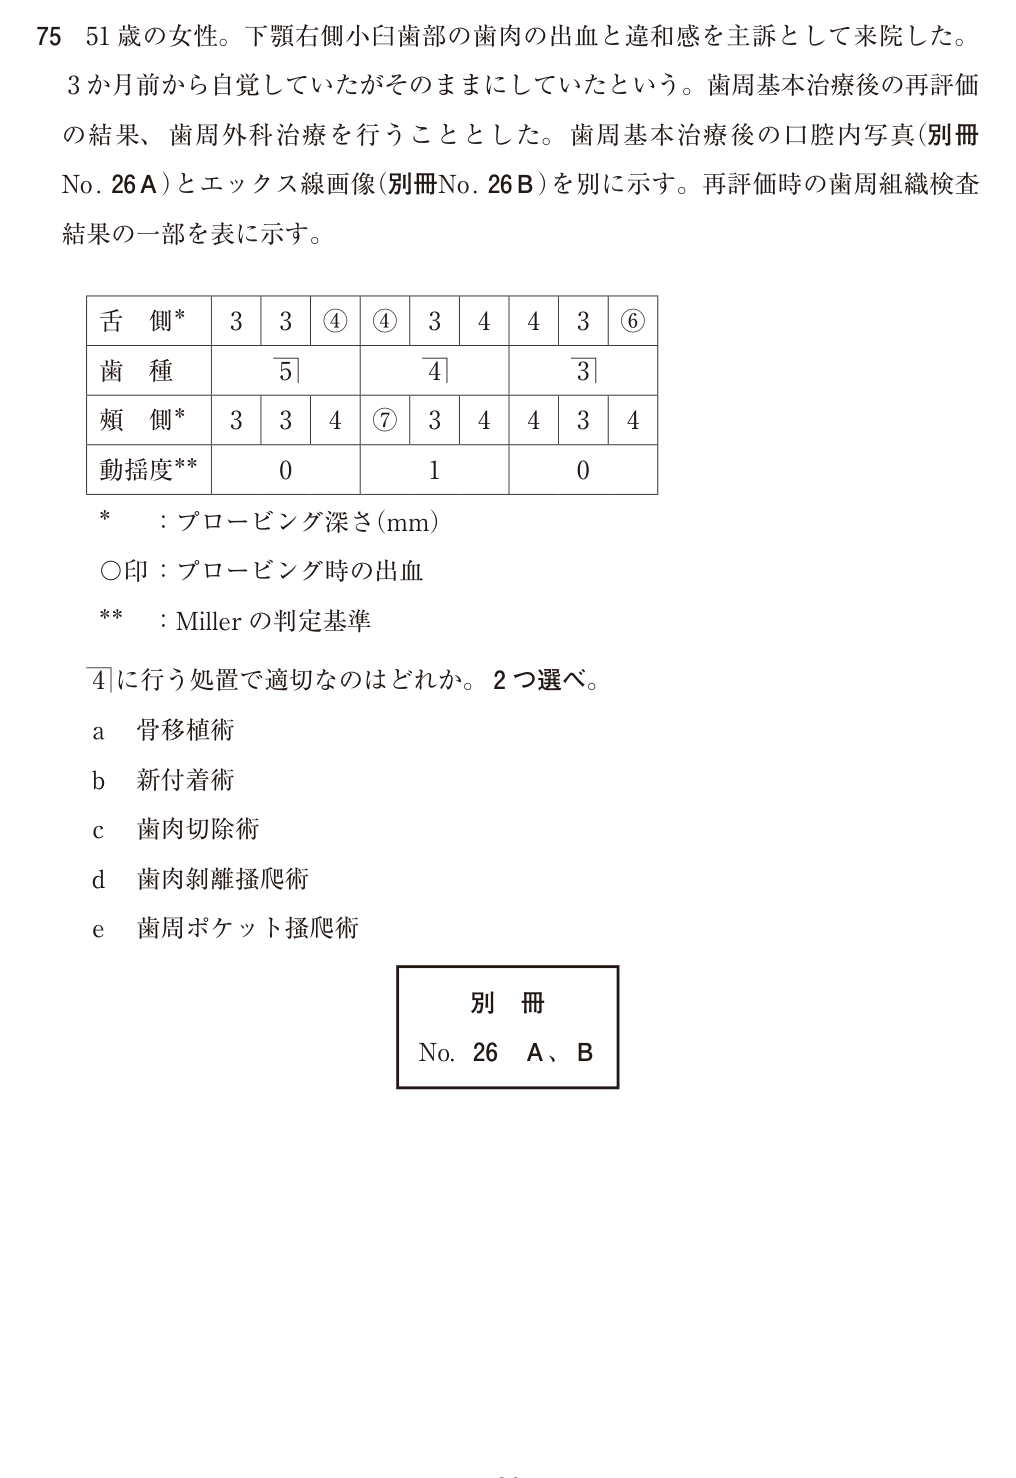 75 51歳の女性。下顎右側小臼歯部の歯肉の出血と違和感を主訴として来院した。
3か月前から自覚していたがそのままにしていたという。歯周基本治療後の再評価
の結果、歯周外科治療を行うこととした。歯周基本治療後の口腔内写真(別冊
No. 26A)とエックス線画像(別冊No. 26B)を別に示す。再評価時の歯周組織検査
結果の一部を表に示す。
舌 側* 3 3 ④ ④ 3 4 4 3 ⑥
歯 種 5 4 3
頰 側* 3 3 4 ⑦ 3 4 4 3 4
動揺度** 0 1 0
* :プロービング深さ(mm)
○印:プロービング時の出血
** :Millerの判定基準
4に行う処置で適切なのはどれか。2つ選べ。
a 骨移植術
b 新付着術
c 歯肉切除術
d 歯肉剝離搔爬術
e 歯周ポケット搔爬術
別 冊
No. 26 A、B